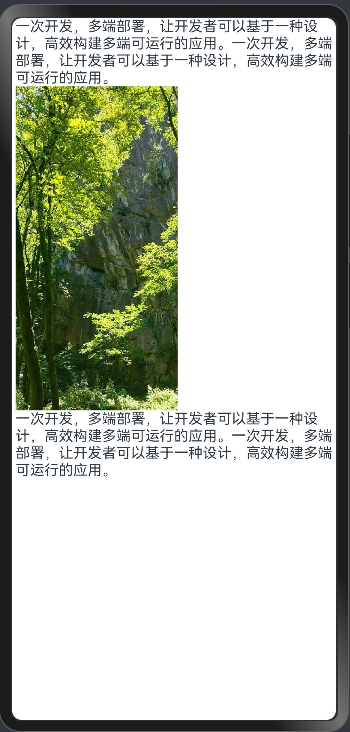 一次开发，多端部署，让开发者可以基于一种设
计，高效构建多端可运行的应用。一次开发，多端
部署，让开发者可以基于一种设计，高效构建多端
可运行的应用。
一次开发，多端部署，让开发者可以基于一种设
计，高效构建多端可运行的应用。一次开发，多端
部署，让开发者可以基于一种设计，高效构建多端
可运行的应用。